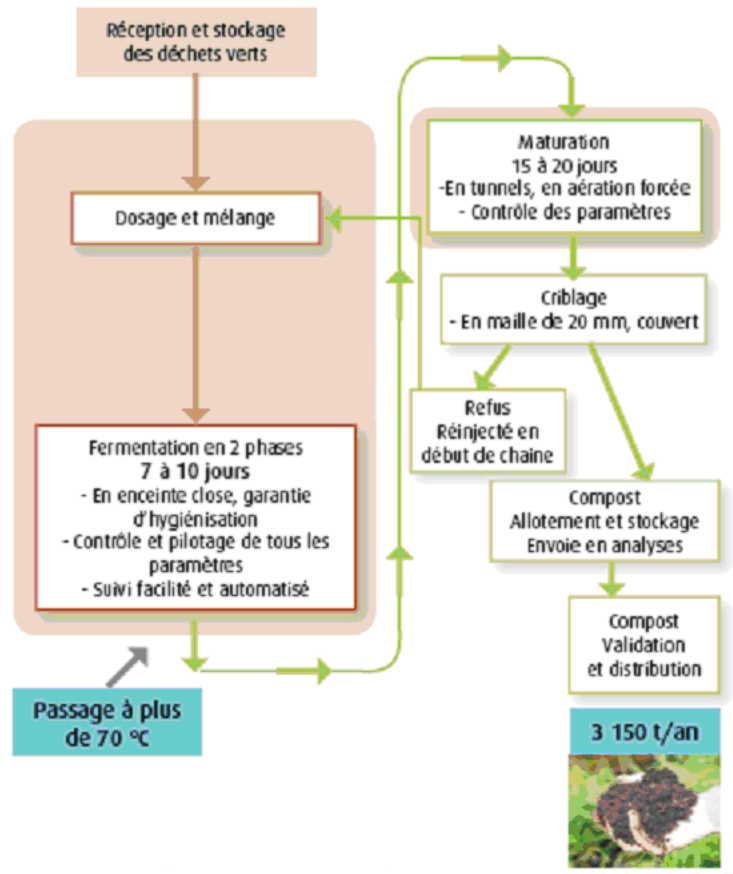 Réception et stockage
des déchets verts
Dosage et mélange
Fermentation en 2 phases
7 à 10 jours
- En enceinte close, garantie
d'hygiénisation
- Contrôle et pilotage de tous les
paramètres
- Suivi facilité et automatisé
Passage à plus
de 70 °C
Maturation
15 à 20 jours
-En tunnels, en aération forcée
- Contrôle des paramètres
Criblage
- En maille de 20 mm, couvert
Refus
Réinjecté en
début de chaine
Compost
Allotement et stockage
Envoie en analyses
Compost
Validation
et distribution
3 150 t/an